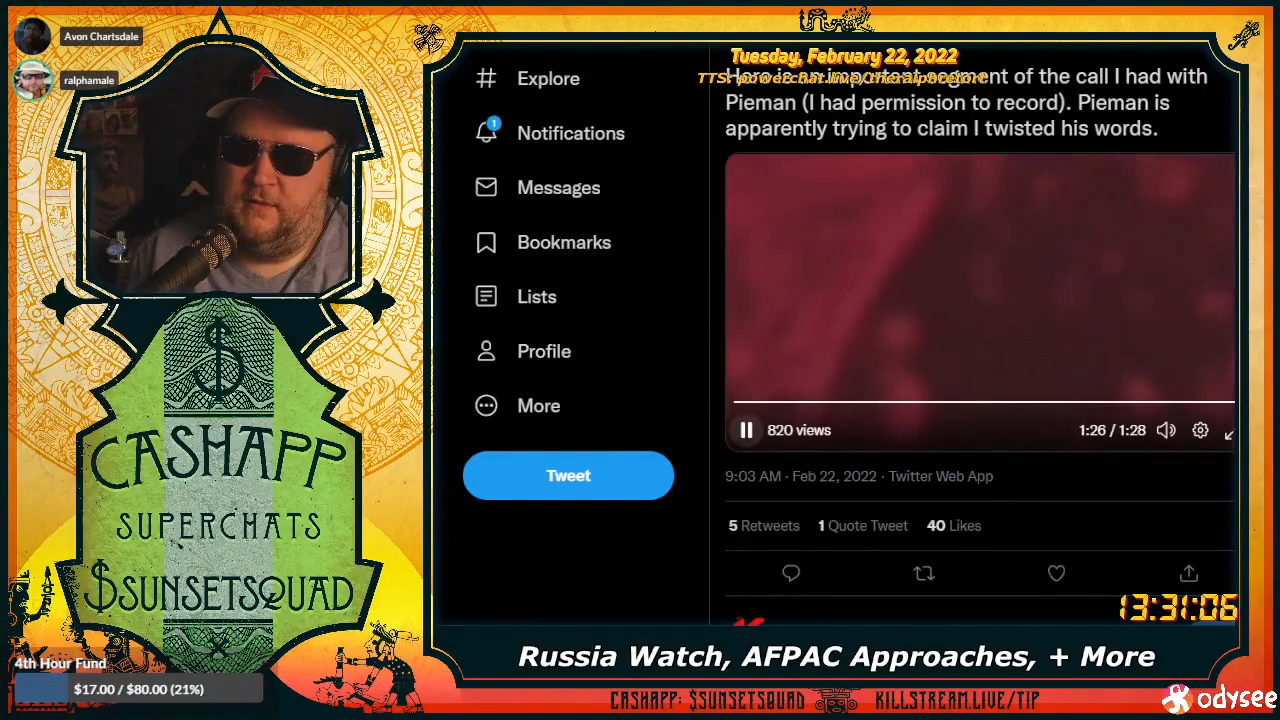 Avon Chartsdale
ralphamale
Tuesday, February 22, 2022
Explore
Notifications
1
Messages
Bookmarks
Lists
Profile
More
Tweet
of the call I had with
Pieman (I had permission to record). Pieman is
apparently trying to claim I twisted his words.
820 views
1:26 / 1:28
9:03 AM · Feb 22, 2022 · Twitter Web App
5 Retweets 1 Quote Tweet 40 Likes
13:31:06
$
CASHAPP
SUPERCHATS
$SUNSETSQUAD
4th Hour Fund
$17.00 / $80.00 (21%)
Russia Watch, AFPAC Approaches, + More
CASHAPP: $SUNSETSQUAD
KILLSTREAM.LIVE/TIP
odysee